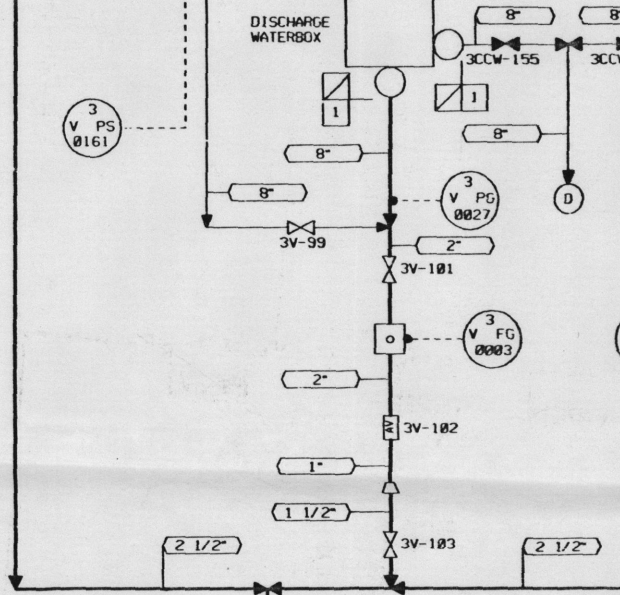 DISCHARGE
WATERBOX
8"
8"
3CCW-155
3CCW
1
1
3
V PS
0161
8"
8"
8"
3
V PG
0027
D
3V-99
2"
3V-101
3
V FG
0003
2"
AV
3V-102
1"
1 1/2"
3V-103
2 1/2"
2 1/2"